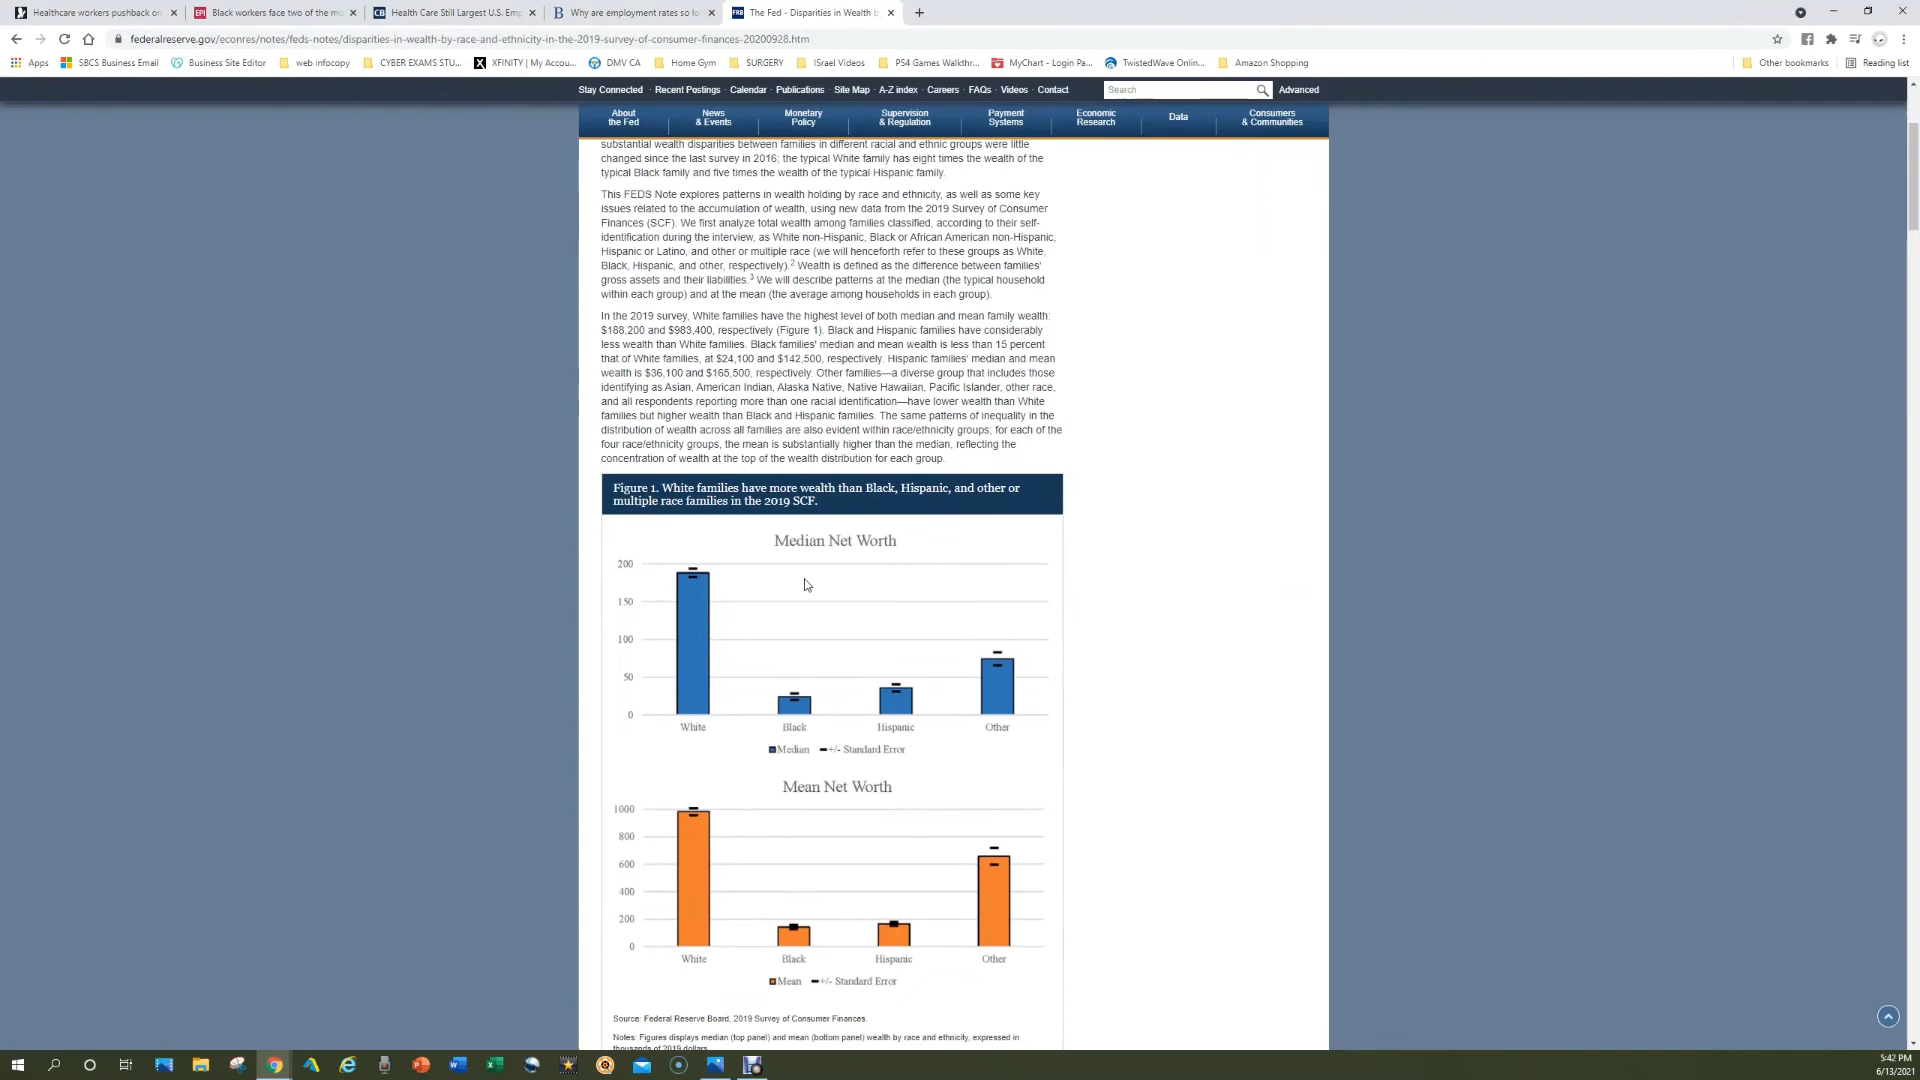 Healthcare workers pushback on
Black workers face two of the mo
Health Care Still Largest U.S. Emp
Why are employment rates so lo
The Fed - Disparities in Wealth b
federalreserve.gov/econres/notes/feds-notes/disparities-in-wealth-by-race-and-ethnicity-in-the-2019-survey-of-consumer-finances-20200928.htm
Apps SBCS Business Email Business Site Editor web infocopy CYBER EXAMS STU... XFINITY | My Accou... DMV CA Home Gym SURGERY ISrael Videos PS4 Games Walkthr... MyChart - Login Pa... TwistedWave Onlin... Amazon Shopping Other bookmarks Reading list
Stay Connected Recent Postings Calendar Publications Site Map A-Z index Careers FAQs Videos Contact Search Advanced
About the Fed
News & Events
Monetary Policy
Supervision & Regulation
Payment Systems
Economic Research
Data
Consumers & Communities
substantial wealth disparities between families in different racial and ethnic groups were little
changed since the last survey in 2016; the typical White family has eight times the wealth of the
typical Black family and five times the wealth of the typical Hispanic family.
This FEDS Note explores patterns in wealth holding by race and ethnicity, as well as some key
issues related to the accumulation of wealth, using new data from the 2019 Survey of Consumer
Finances (SCF). We first analyze total wealth among families classified, according to their self-
identification during the interview, as White non-Hispanic, Black or African American non-Hispanic,
Hispanic or Latino, and other or multiple race (we will henceforth refer to these groups as White,
Black, Hispanic, and other, respectively).2 Wealth is defined as the difference between families'
gross assets and their liabilities.3 We will describe patterns at the median (the typical household
within each group) and at the mean (the average among households in each group).
In the 2019 survey, White families have the highest level of both median and mean family wealth:
$188,200 and $983,400, respectively (Figure 1). Black and Hispanic families have considerably
less wealth than White families. Black families' median and mean wealth is less than 15 percent
that of White families, at $24,100 and $142,500, respectively. Hispanic families' median and mean
wealth is $36,100 and $165,500, respectively. Other families—a diverse group that includes those
identifying as Asian, American Indian, Alaska Native, Native Hawaiian, Pacific Islander, other race,
and all respondents reporting more than one racial identification—have lower wealth than White
families but higher wealth than Black and Hispanic families. The same patterns of inequality in the
distribution of wealth across all families are also evident within race/ethnicity groups; for each of the
four race/ethnicity groups, the mean is substantially higher than the median, reflecting the
concentration of wealth at the top of the wealth distribution for each group.
Figure 1. White families have more wealth than Black, Hispanic, and other or
multiple race families in the 2019 SCF.
Median Net Worth
200
150
100
50
0
White Black Hispanic Other
Median +/- Standard Error
Mean Net Worth
1000
800
600
400
200
0
White Black Hispanic Other
Mean +/- Standard Error
Source: Federal Reserve Board, 2019 Survey of Consumer Finances.
Notes: Figures displays median (top panel) and mean (bottom panel) wealth by race and ethnicity, expressed in
thousands of 2019 dollars.
5:42 PM
6/13/2021